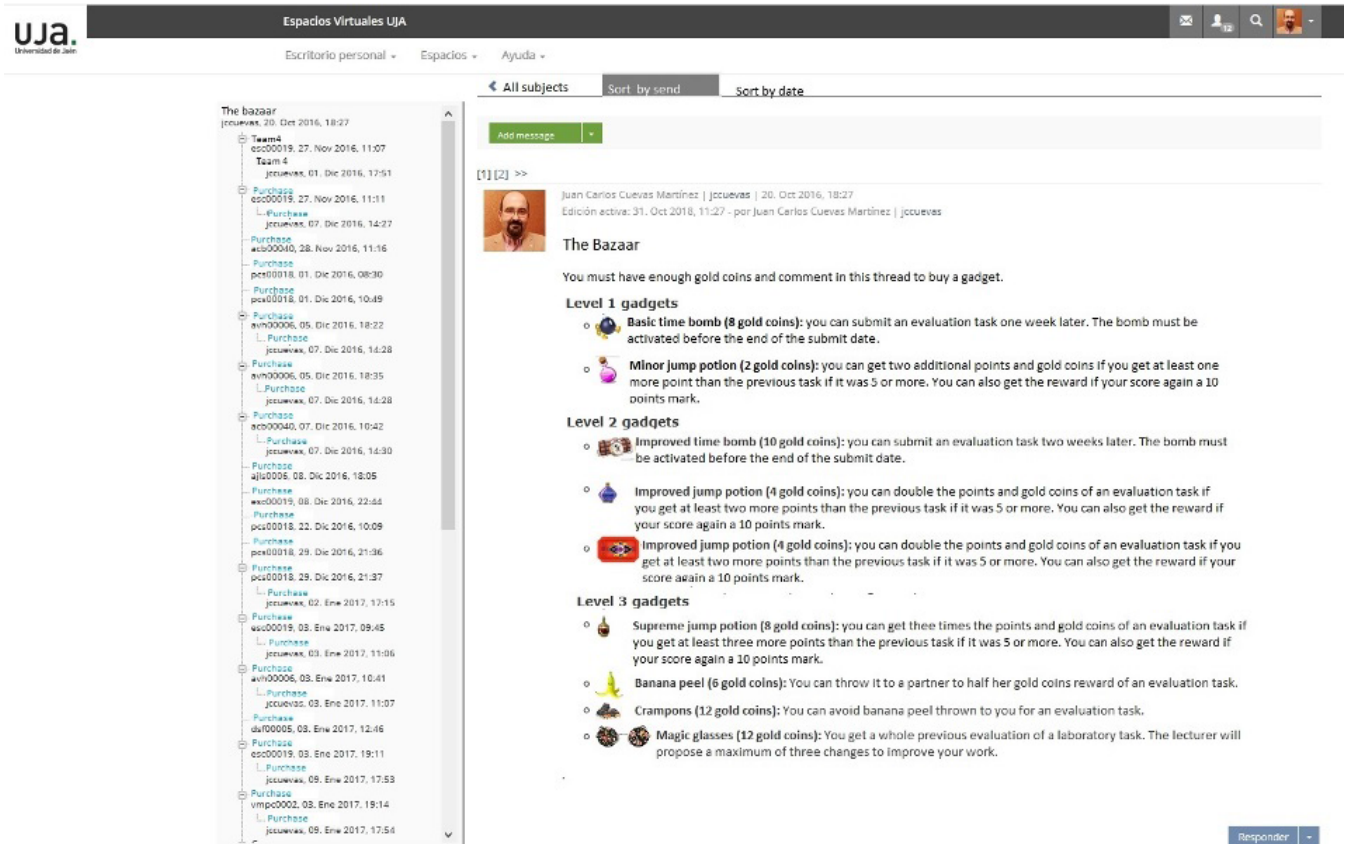 uja.
Universidad de Jaén
Espacios Virtuales UJA
12
Escritorio personal
Espacios
Ayuda
All subjects
Sort by send
Sort by date
The bazaar
jccuevas, 20. Oct 2016, 18:27
Team4
esc00019, 27. Nov 2016, 11:07
Team 4
jccuevas, 01. Dic 2016, 17:51
Purchase
esc00019, 27. Nov 2016, 11:11
Purchase
jccuevas, 07. Dic 2016, 14:27
Purchase
acb00040, 28. Nov 2016, 11:16
Purchase
pcs00018, 01. Dic 2016, 08:30
Purchase
pcs00018, 01. Dic 2016, 10:49
Purchase
avh00006, 05. Dic 2016, 18:22
Purchase
jccuevas, 07. Dic 2016, 14:28
Purchase
avh00006, 05. Dic 2016, 18:35
Purchase
jccuevas, 07. Dic 2016, 14:28
Purchase
acb00040, 07. Dic 2016, 10:42
Purchase
jccuevas, 07. Dic 2016, 14:30
Purchase
ajls0006, 08. Dic 2016, 18:05
Purchase
esc00019, 08. Dic 2016, 22:44
Purchase
pcs00018, 22. Dic 2016, 10:09
Purchase
pcs00018, 29. Dic 2016, 21:36
Purchase
pcs00018, 29. Dic 2016, 21:37
Purchase
jccuevas, 02. Ene 2017, 17:15
Purchase
esc00019, 03. Ene 2017, 09:45
Purchase
jccuevas, 03. Ene 2017, 11:06
Purchase
avh00006, 03. Ene 2017, 10:41
Purchase
jccuevas, 03. Ene 2017, 11:07
Purchase
dsf00005, 03. Ene 2017, 12:46
Purchase
esc00019, 03. Ene 2017, 19:11
Purchase
jccuevas, 09. Ene 2017, 17:53
Purchase
vmpc0002, 03. Ene 2017, 19:14
Purchase
jccuevas, 09. Ene 2017, 17:54
Add message
[1] [2] >>
Juan Carlos Cuevas Martínez | jccuevas | 20. Oct 2016, 18:27
Edición activa: 31. Oct 2018, 11:27 - por Juan Carlos Cuevas Martínez | jccuevas
The Bazaar
You must have enough gold coins and comment in this thread to buy a gadget.
Level 1 gadgets
Basic time bomb (8 gold coins): you can submit an evaluation task one week later. The bomb must be
activated before the end of the submit date.
Minor jump potion (2 gold coins): you can get two additional points and gold coins if you get at least one
more point than the previous task if it was 5 or more. You can also get the reward if your score again a 10
points mark.
Level 2 gadgets
Improved time bomb (10 gold coins): you can submit an evaluation task two weeks later. The bomb must
be activated before the end of the submit date.
Improved jump potion (4 gold coins): you can double the points and gold coins of an evaluation task if
you get at least two more points than the previous task if it was 5 or more. You can also get the reward if
your score again a 10 points mark.
Improved jump potion (4 gold coins): you can double the points and gold coins of an evaluation task if you
get at least two more points than the previous task if it was 5 or more. You can also get the reward if your
score again a 10 points mark.
Level 3 gadgets
Supreme jump potion (8 gold coins): you can get thee times the points and gold coins of an evaluation task if
you get at least three more points than the previous task if it was 5 or more. You can also get the reward if
your score again a 10 points mark.
Banana peel (6 gold coins): You can throw it to a partner to half her gold coins reward of an evaluation task.
Crampons (12 gold coins): You can avoid banana peel thrown to you for an evaluation task.
Magic glasses (12 gold coins): You get a whole previous evaluation of a laboratory task. The lecturer will
propose a maximum of three changes to improve your work.
Responder